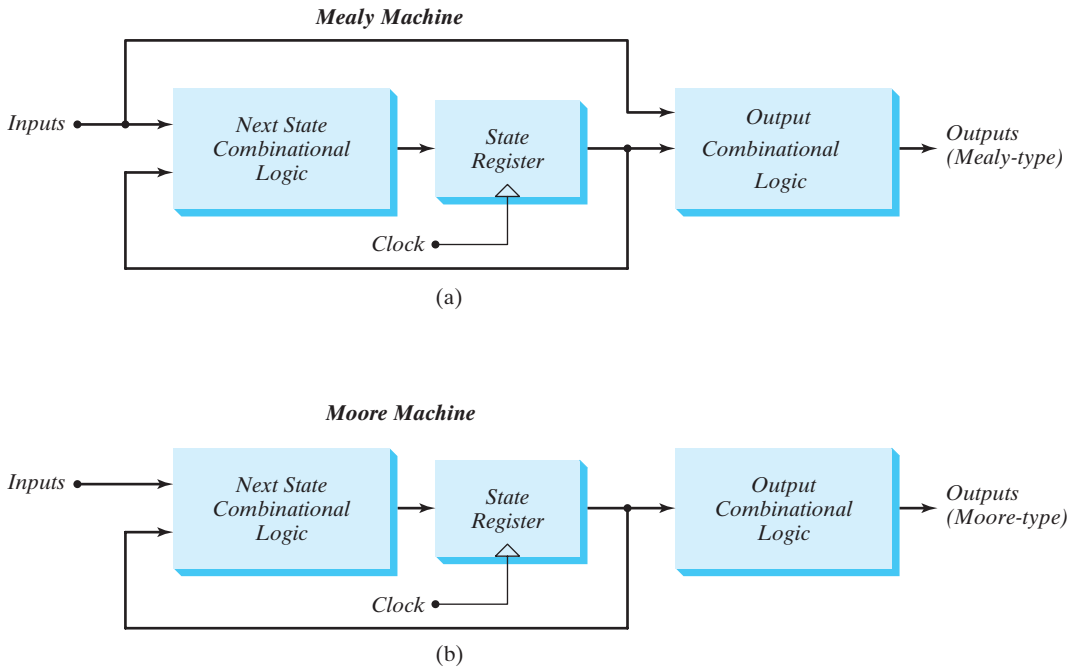 Mealy Machine
Inputs
Next State
Combinational
Logic
State
Register
Output
Combinational
Logic
Outputs
(Mealy-type)
Clock
(a)
Moore Machine
Inputs
Next State
Combinational
Logic
State
Register
Output
Combinational
Logic
Outputs
(Moore-type)
Clock
(b)